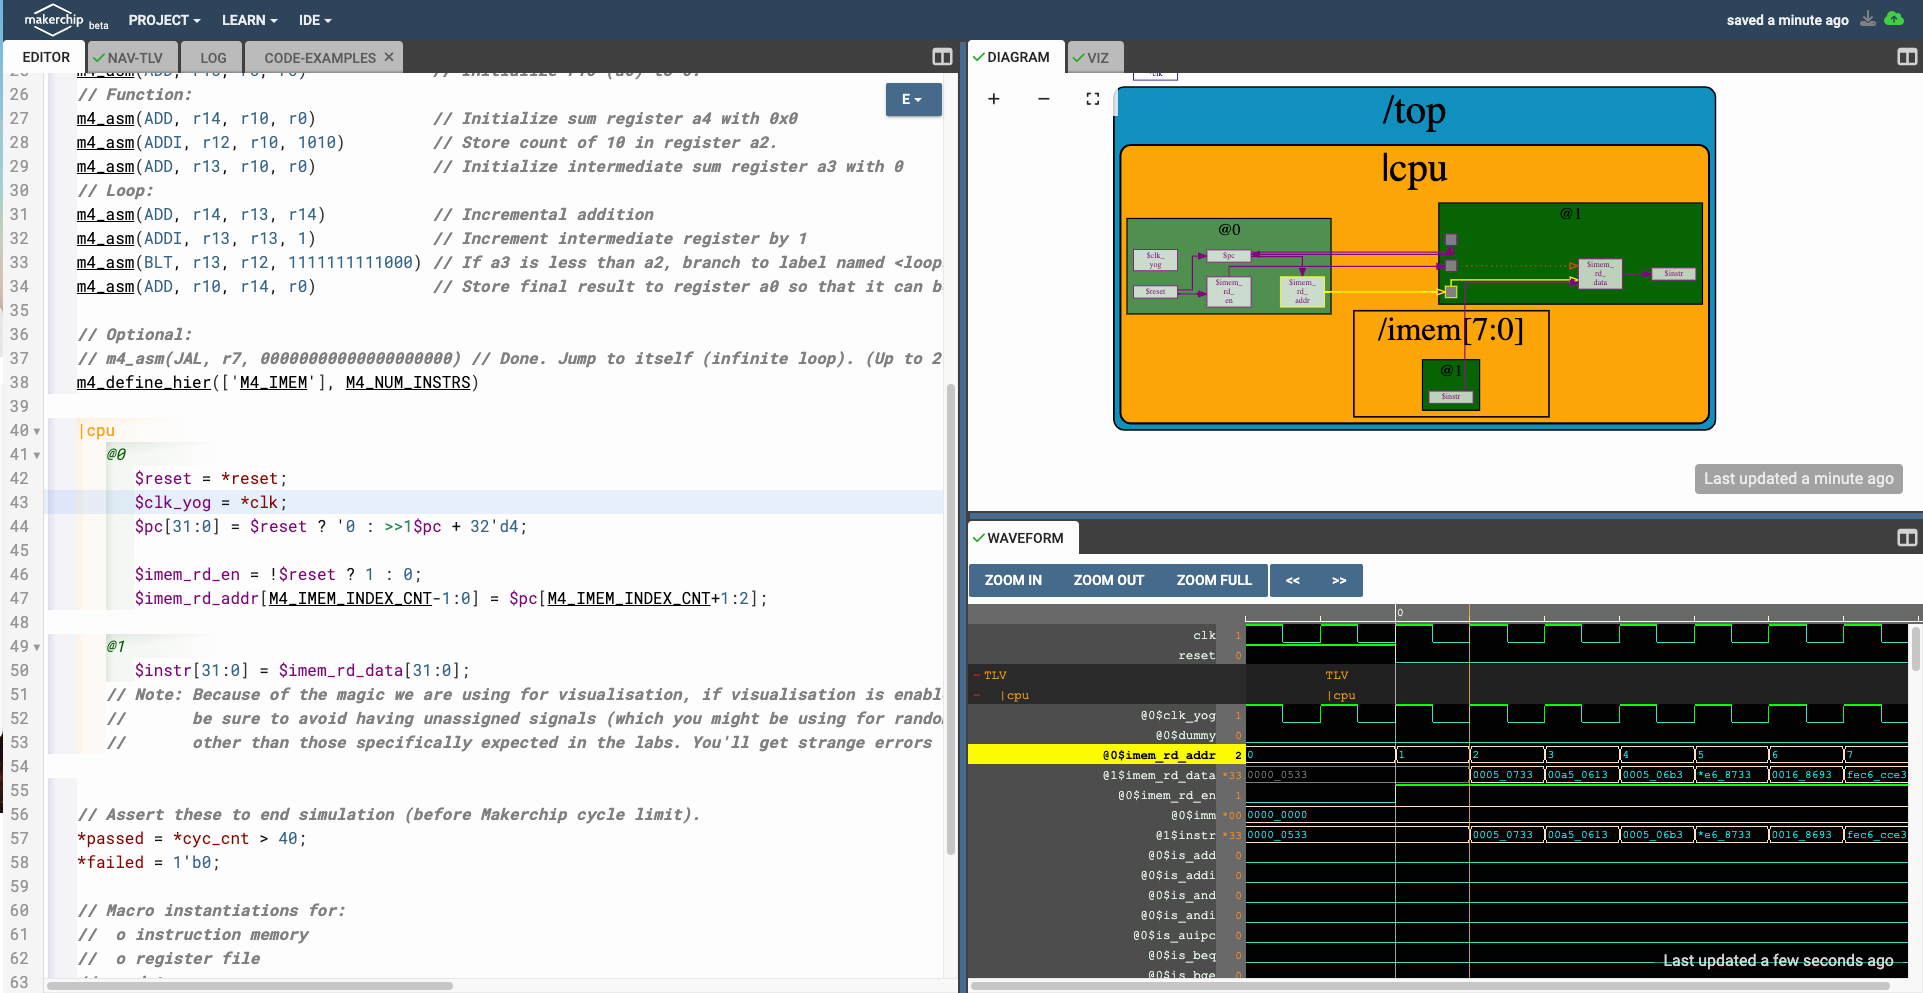 makerchip beta PROJECT LEARN IDE saved a minute ago
EDITOR NAV-TLV LOG CODE-EXAMPLES
26 // Function:
27 m4_asm(ADD, r14, r10, r0) // Initialize sum register a4 with 0x0
28 m4_asm(ADDI, r12, r10, 1010) // Store count of 10 in register a2.
29 m4_asm(ADD, r13, r10, r0) // Initialize intermediate sum register a3 with 0
30 // Loop:
31 m4_asm(ADD, r14, r13, r14) // Incremental addition
32 m4_asm(ADDI, r13, r13, 1) // Increment intermediate register by 1
33 m4_asm(BLT, r13, r12, 1111111111000) // If a3 is less than a2, branch to label named <loop
34 m4_asm(ADD, r10, r14, r0) // Store final result to register a0 so that it can b
35
36 // Optional:
37 // m4_asm(JAL, r7, 00000000000000000000) // Done. Jump to itself (infinite loop). (Up to 2
38 m4_define_hier(['M4_IMEM'], M4_NUM_INSTRS)
39
40 |cpu
41 @0
42 $reset = *reset;
43 $clk_yog = *clk;
44 $pc[31:0] = $reset ? '0 : >>1$pc + 32'd4;
45
46 $imem_rd_en = !$reset ? 1 : 0;
47 $imem_rd_addr[M4_IMEM_INDEX_CNT-1:0] = $pc[M4_IMEM_INDEX_CNT+1:2];
48
49 @1
50 $instr[31:0] = $imem_rd_data[31:0];
51 // Note: Because of the magic we are using for visualisation, if visualisation is enabl
52 // be sure to avoid having unassigned signals (which you might be using for rando
53 // other than those specifically expected in the labs. You'll get strange errors
54
55
56 // Assert these to end simulation (before Makerchip cycle limit).
57 *passed = *cyc_cnt > 40;
58 *failed = 1'b0;
59
60 // Macro instantiations for:
61 // o instruction memory
62 // o register file
63
E
DIAGRAM VIZ
+ −
/top
|cpu
@0
$clk_
yog
$pc
$reset
$imem_
rd_
en
$imem_
rd_
addr
@1
$imem_
rd_
data
$instr
/imem[7:0]
@1
$instr
Last updated a minute ago
WAVEFORM
ZOOM IN ZOOM OUT ZOOM FULL << >>
0
clk 1
reset 0
TLV TLV
|cpu |cpu
@0$clk_yog 1
@0$dummy 0
@0$imem_rd_addr 2 0 1 2 3 4 5 6 7
@1$imem_rd_data *33 0000_0533 0005_0733 00a5_0613 0005_06b3 *e6_8733 0016_8693 fec6_cce3
@0$imem_rd_en 1
@0$imm *00 0000_0000
@1$instr *33 0000_0533 0005_0733 00a5_0613 0005_06b3 *e6_8733 0016_8693 fec6_cce3
@0$is_add 0
@0$is_addi 0
@0$is_and 0
@0$is_andi 0
@0$is_auipc 0
@0$is_beq 0
@0$is_bge 0
Last updated a few seconds ago